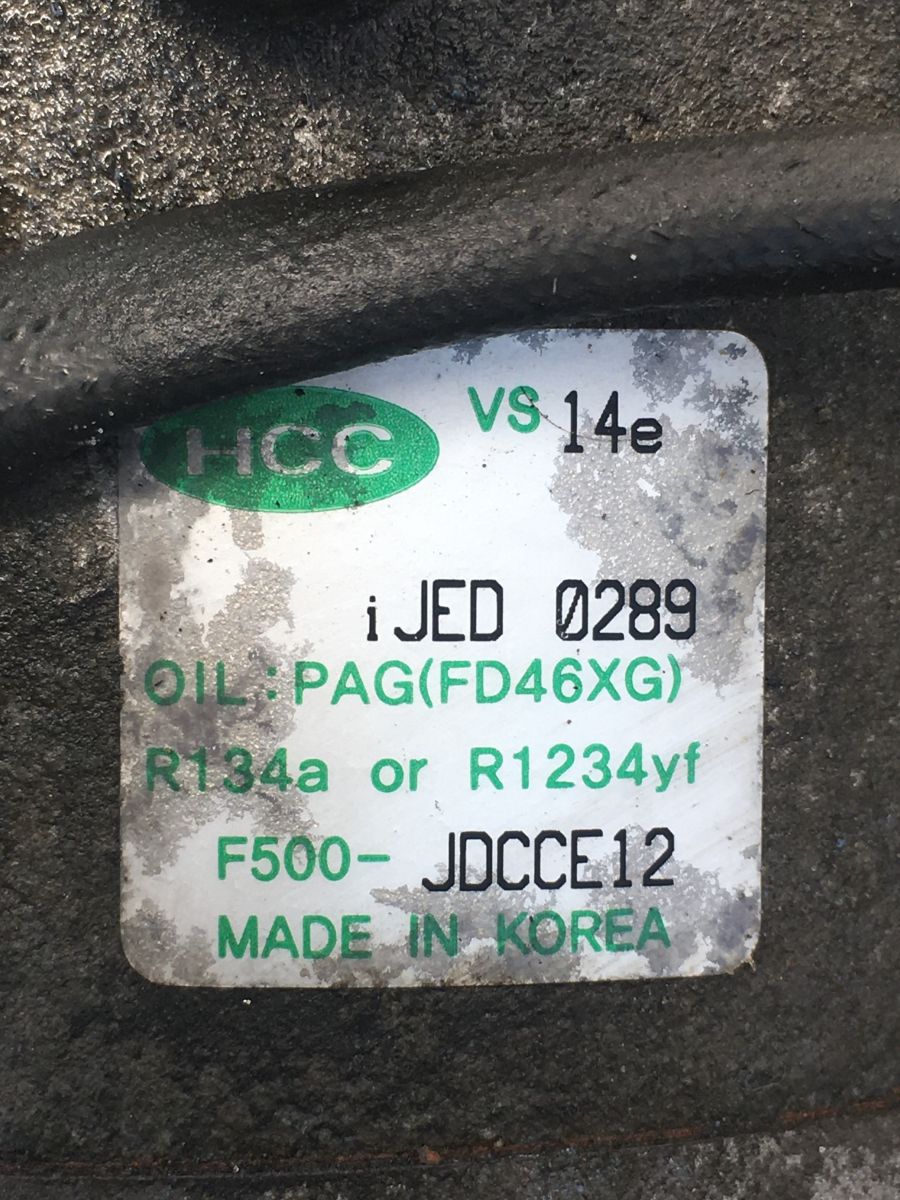 HCC VS 14e
iJED 0289
OIL:PAG(FD46XG)
R134a or R1234yf
F500- JDCCE12
MADE IN KOREA